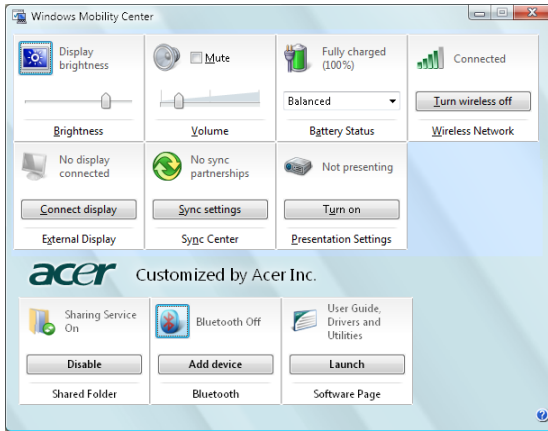 Windows Mobility Center
Display
brightness
Brightness
Mute
Volume
Fully charged
(100%)
Balanced
Battery Status
Connected
Turn wireless off
Wireless Network
No display
connected
Connect display
External Display
No sync
partnerships
Sync settings
Sync Center
Not presenting
Turn on
Presentation Settings
acer Customized by Acer Inc.
Sharing Service
On
Disable
Shared Folder
Bluetooth Off
Add device
Bluetooth
User Guide,
Drivers and
Utilities
Launch
Software Page